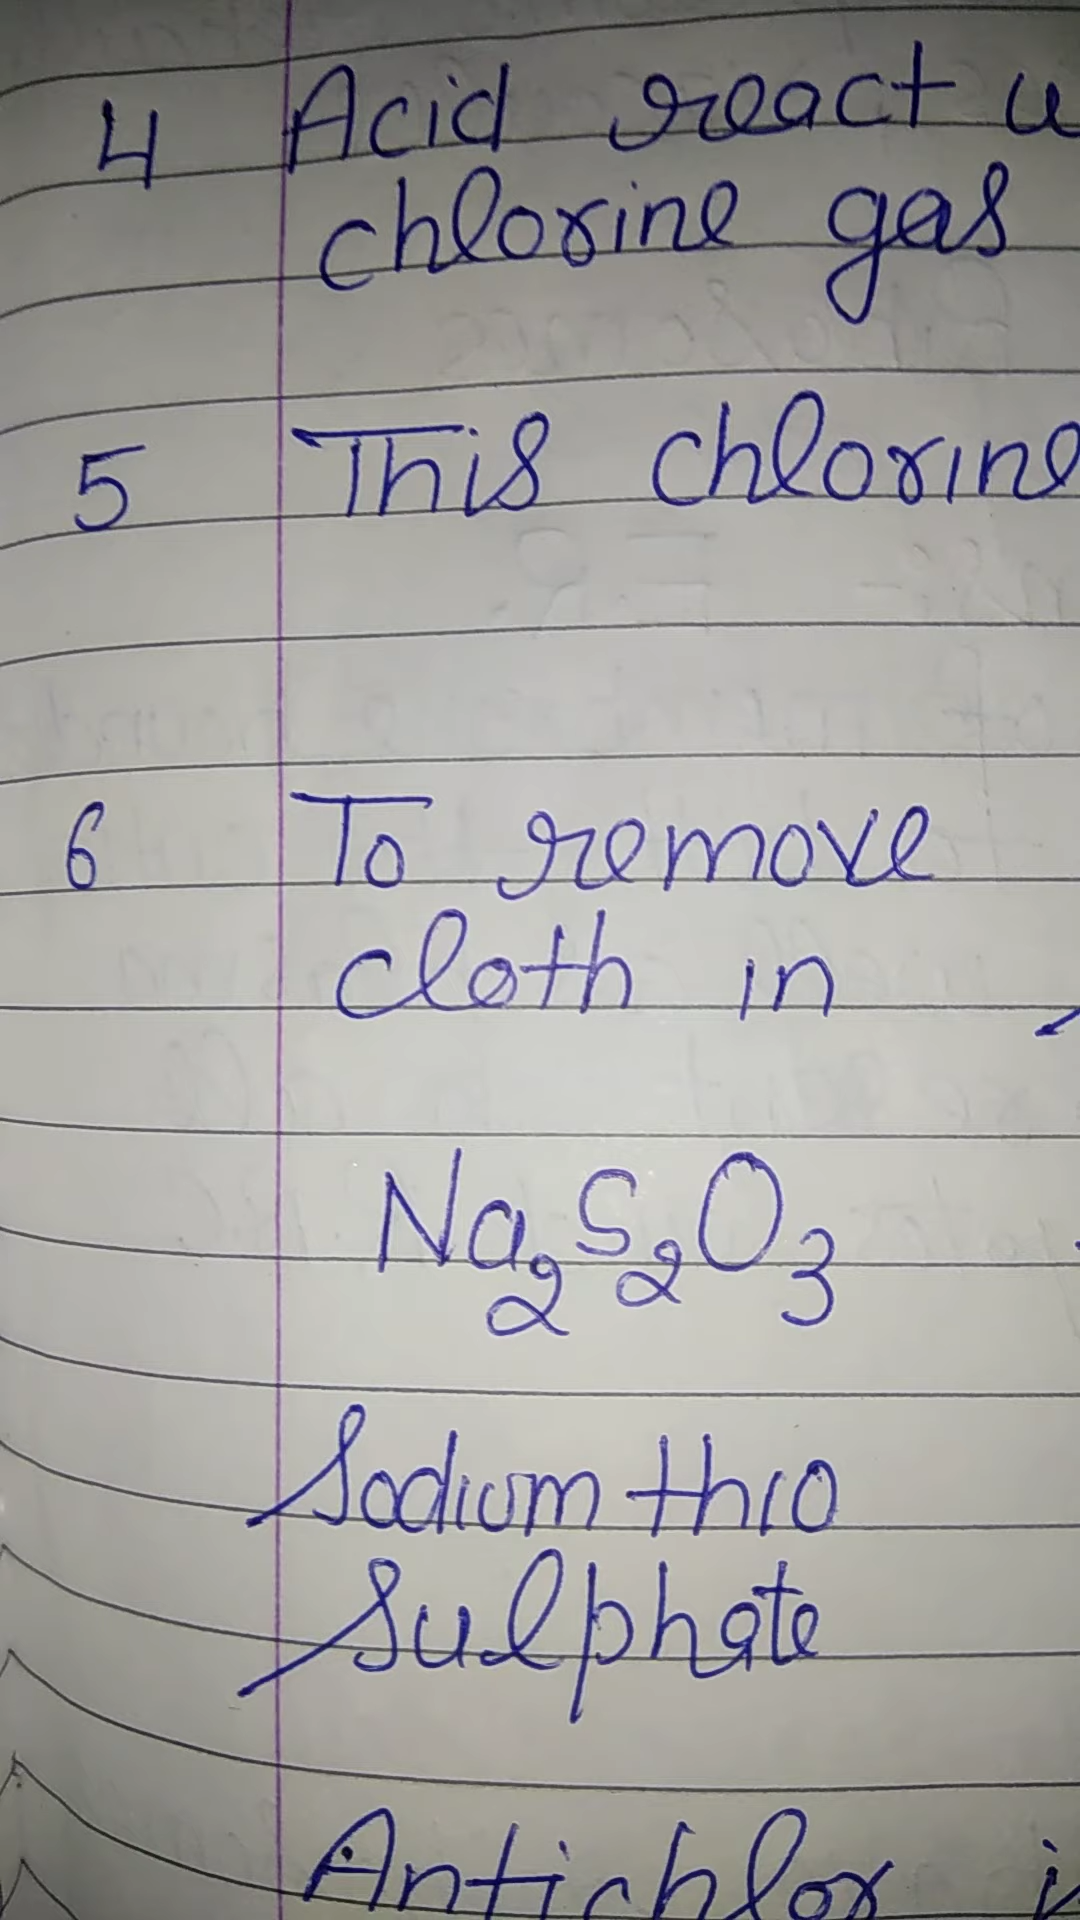 4 Acid react
chlorine gas
5 This chlorine
6 To remove
cloth in
Na₂S₂O₃
Sodium thio
Sulphate
Antichlor